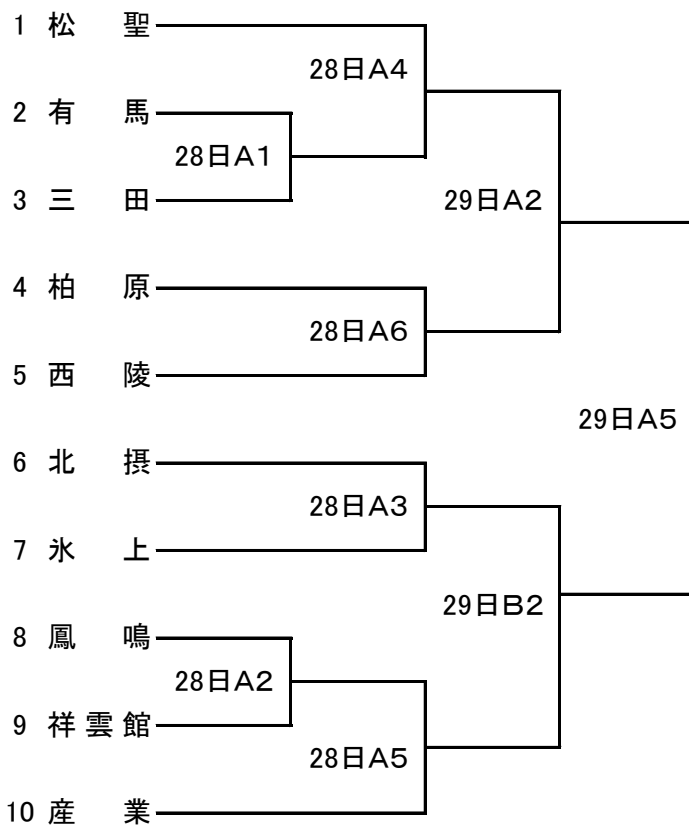 1 松 聖
28日A4
2 有 馬
28日A1
3 三 田
29日A2
4 柏 原
28日A6
5 西 陵
29日A5
6 北 摂
28日A3
7 氷 上
29日B2
8 鳳 鳴
28日A2
9 祥雲館
28日A5
10 産 業